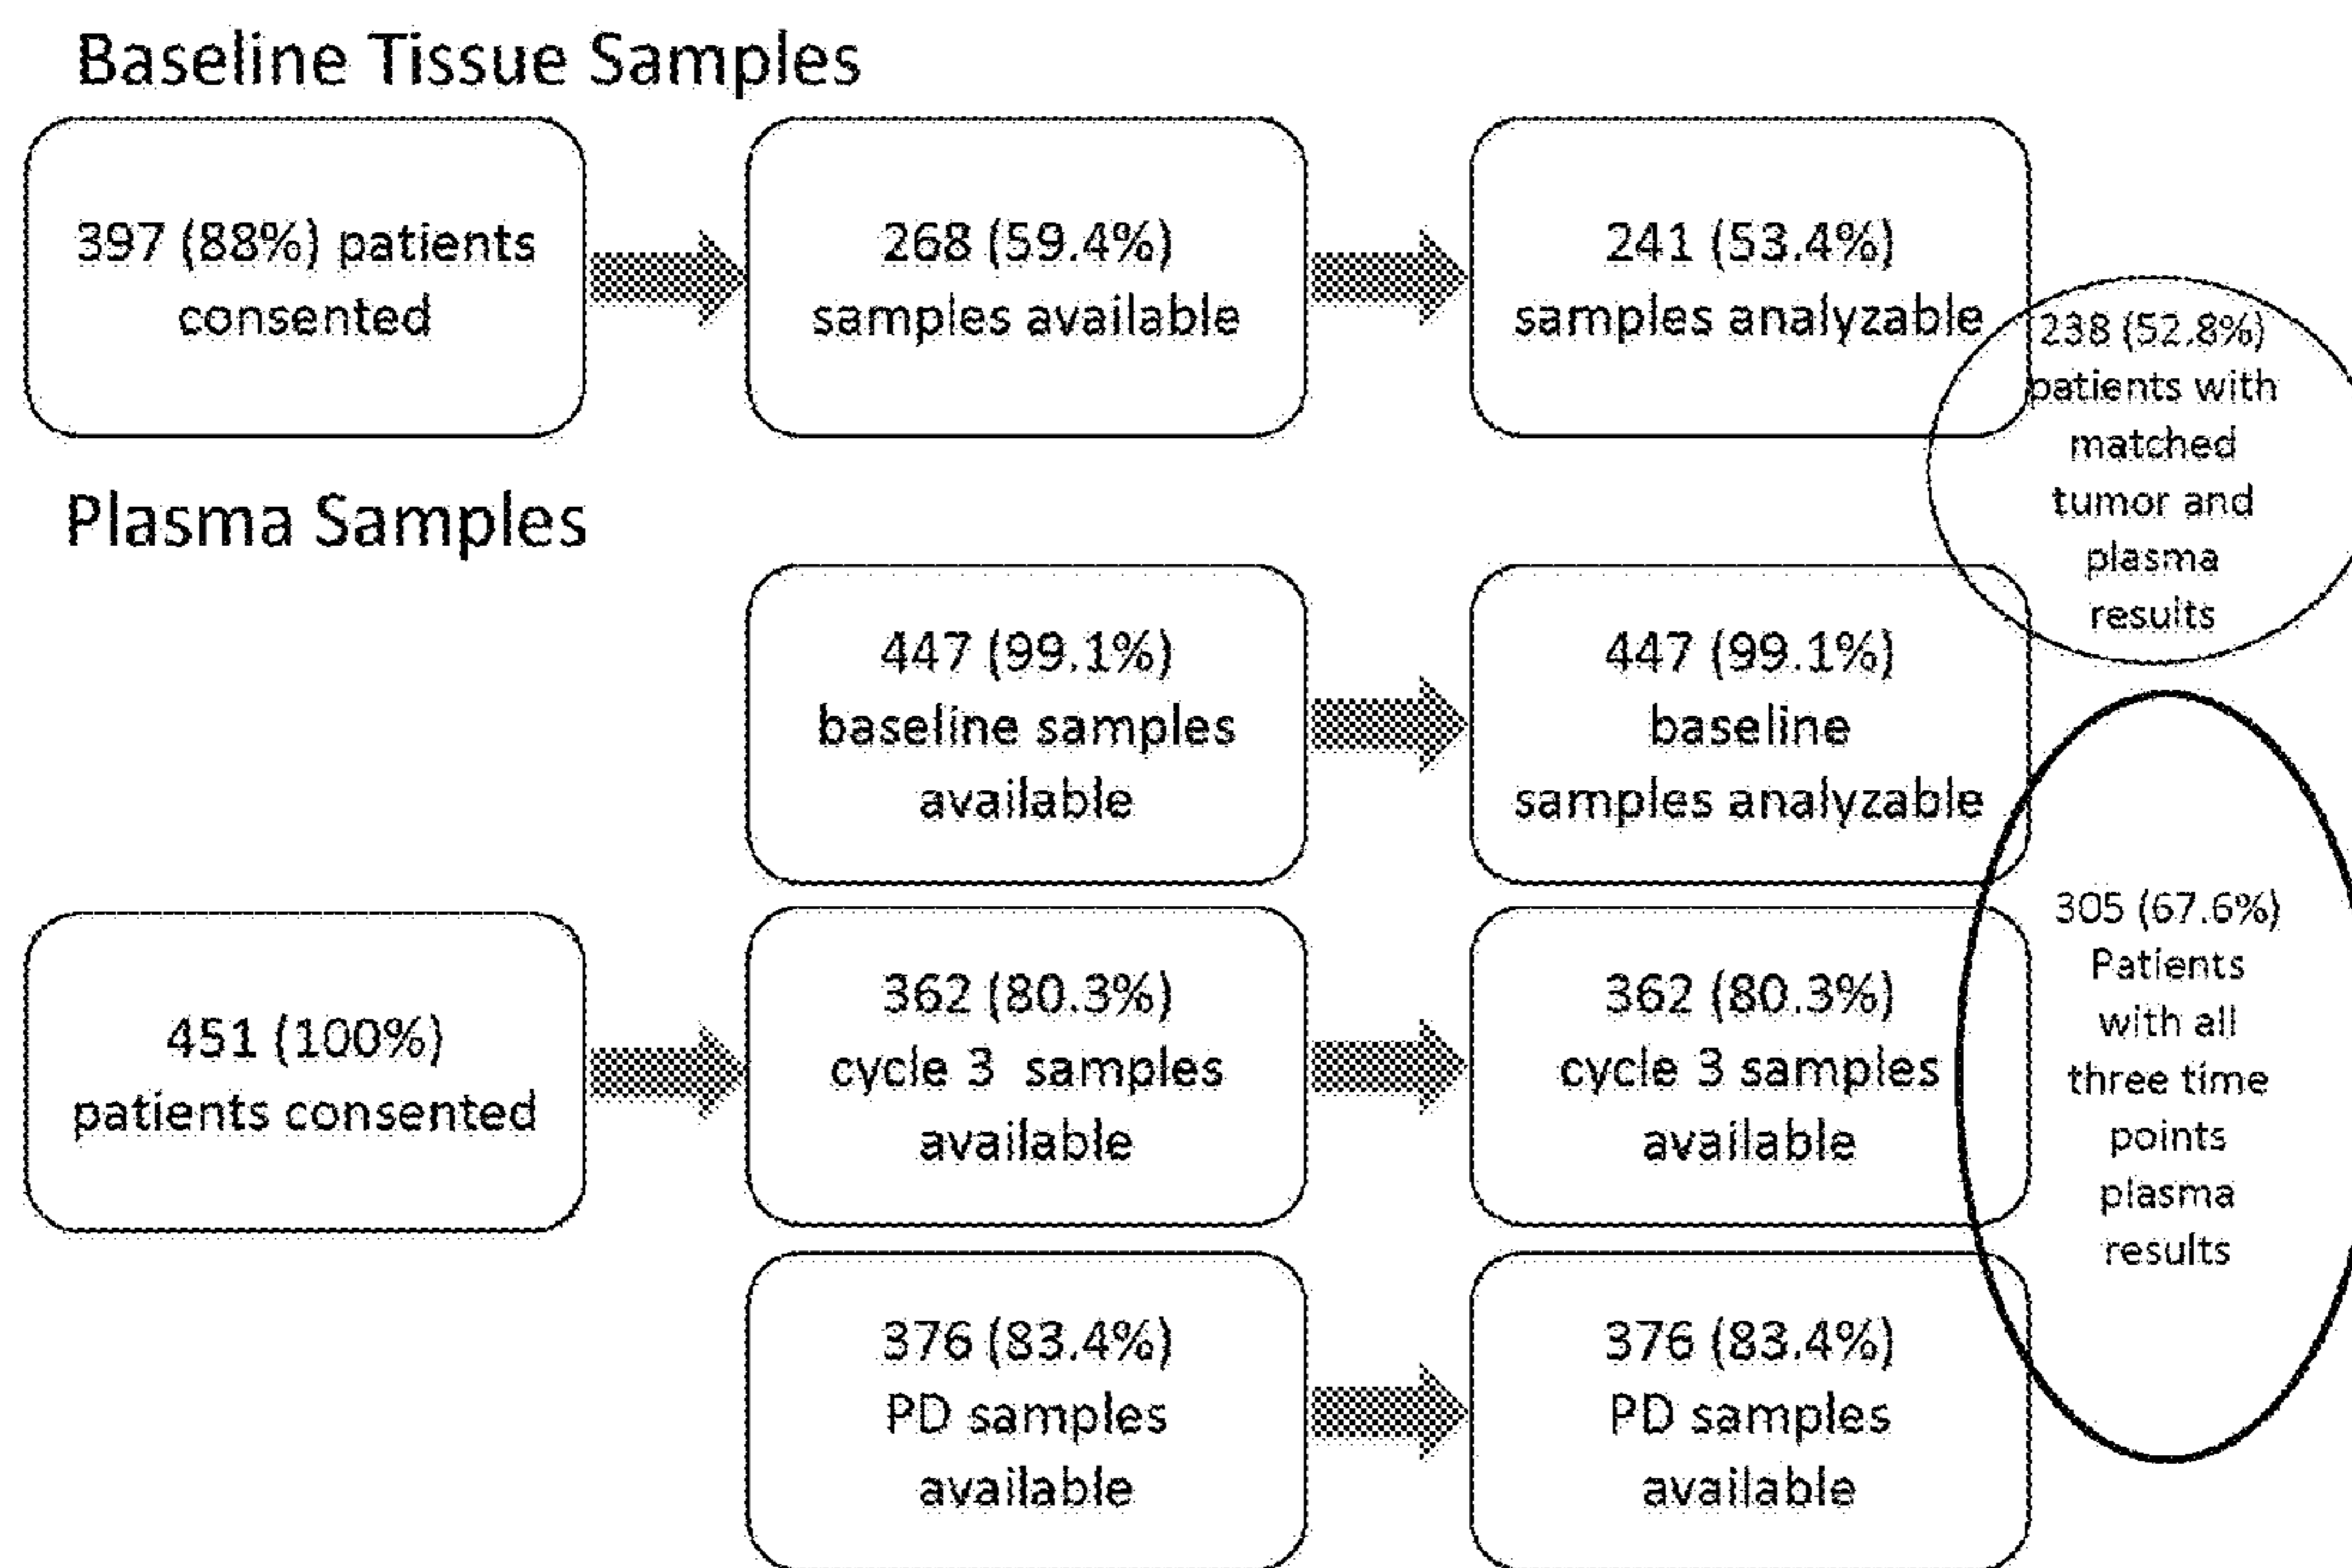 Baseline Tissue Samples
397 (88%) patients
consented
268 (59.4%)
samples available
241 (53.4%)
samples analyzable
238 (52.8%)
patients with
matched
tumor and
plasma
results
Plasma Samples
447 (99.1%)
baseline samples
available
447 (99.1%)
baseline
samples analyzable
451 (100%)
patients consented
362 (80.3%)
cycle 3 samples
available
362 (80.3%)
cycle 3 samples
available
305 (67.6%)
Patients
with all
three time
points
plasma
results
376 (83.4%)
PD samples
available
376 (83.4%)
PD samples
available